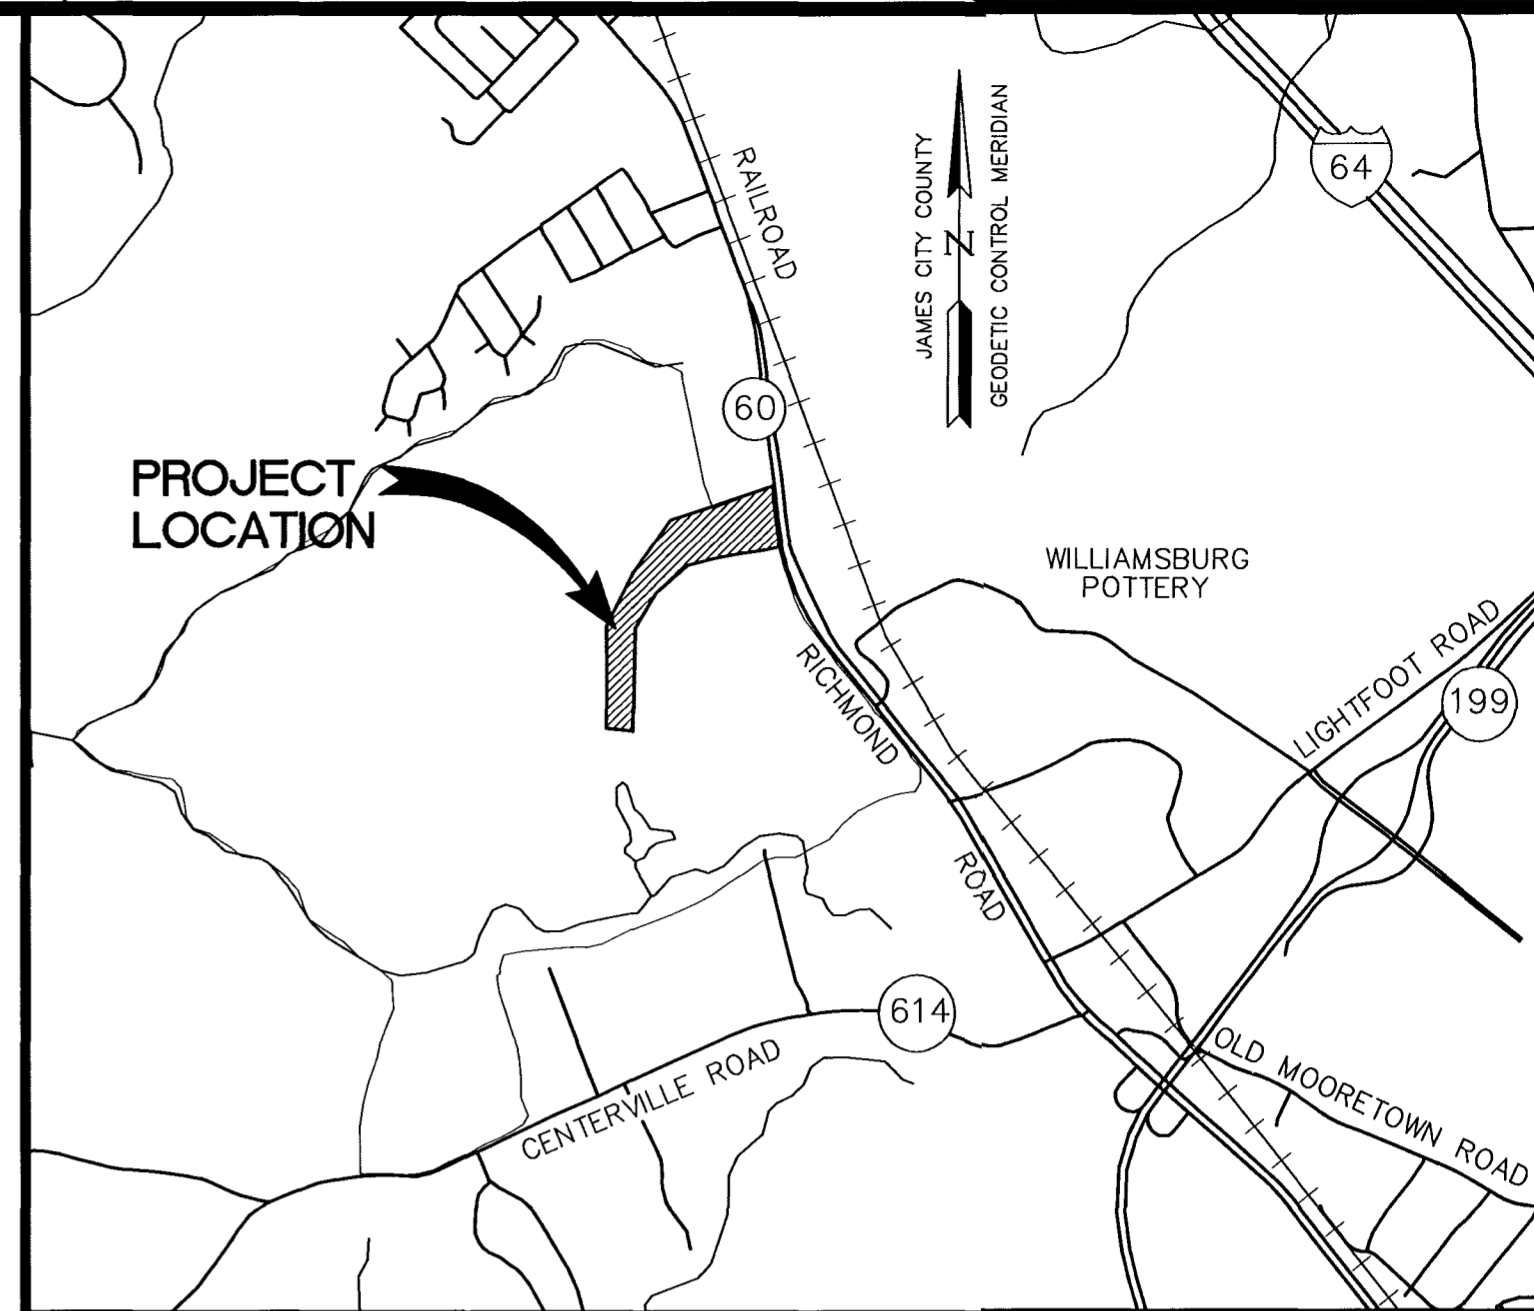 RAILROAD
JAMES CITY COUNTY
N
GEODETIC CONTROL MERIDIAN
64
60
PROJECT
LOCATION
WILLIAMSBURG
POTTERY
LIGHTFOOT ROAD
199
RICHMOND
ROAD
614
CENTERVILLE ROAD
OLD MOORETOWN ROAD